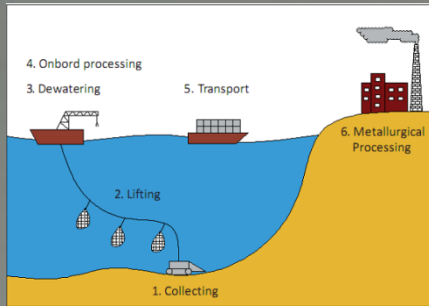 4. Onbord processing
3. Dewatering
5. Transport
6. Metallurgical
Processing
2. Lifting
1. Collecting